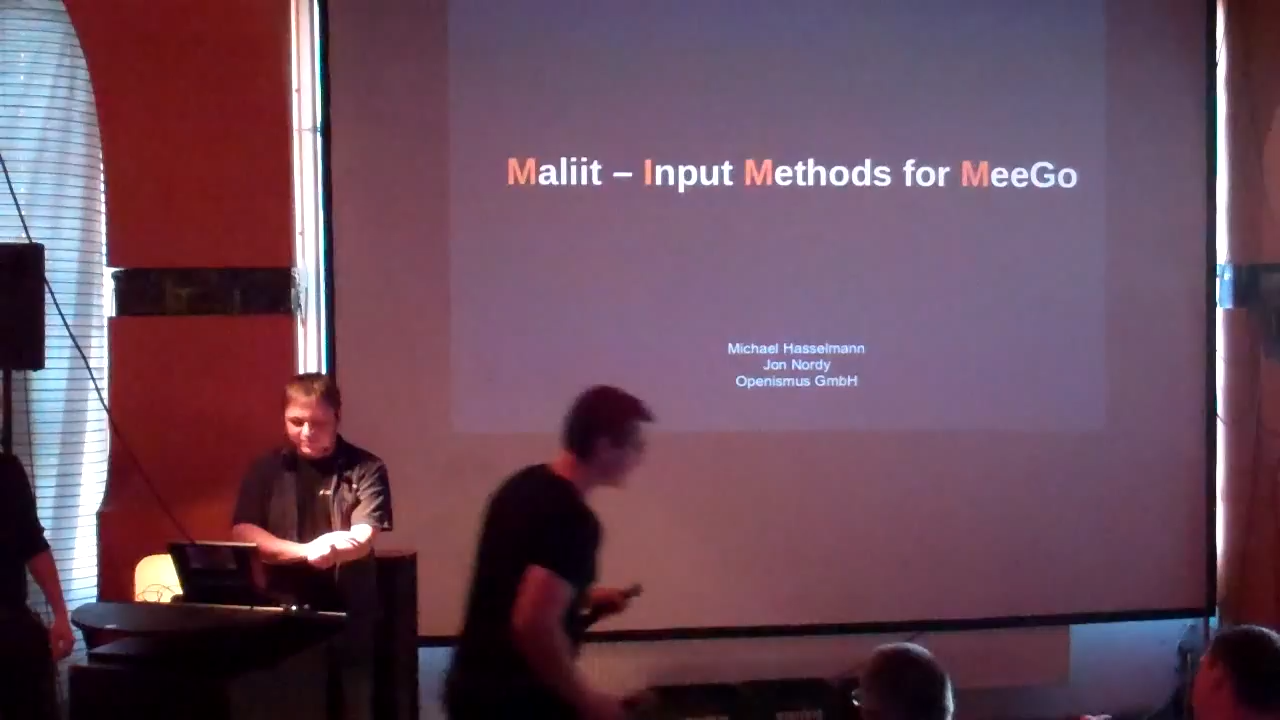 Maliit – Input Methods for MeeGo
Michael Hasselmann
Jon Nordy
Openismus GmbH